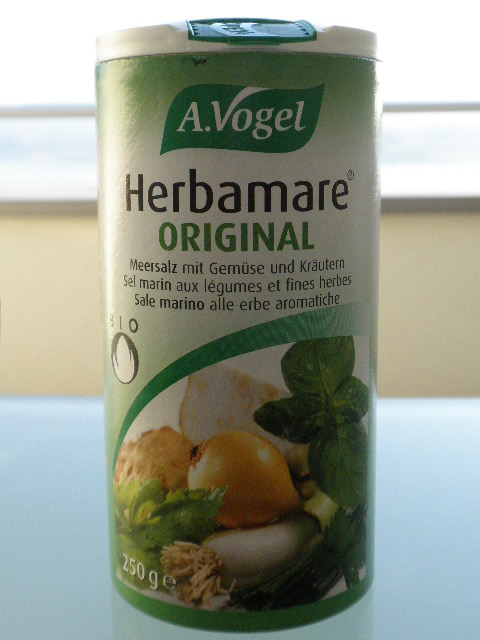 A.Vogel
Herbamare®
ORIGINAL
Meersalz mit Gemüse und Kräutern
Sel marin aux légumes et fines herbes
Sale marino alle erbe aromatiche
BIO
250 g ℮